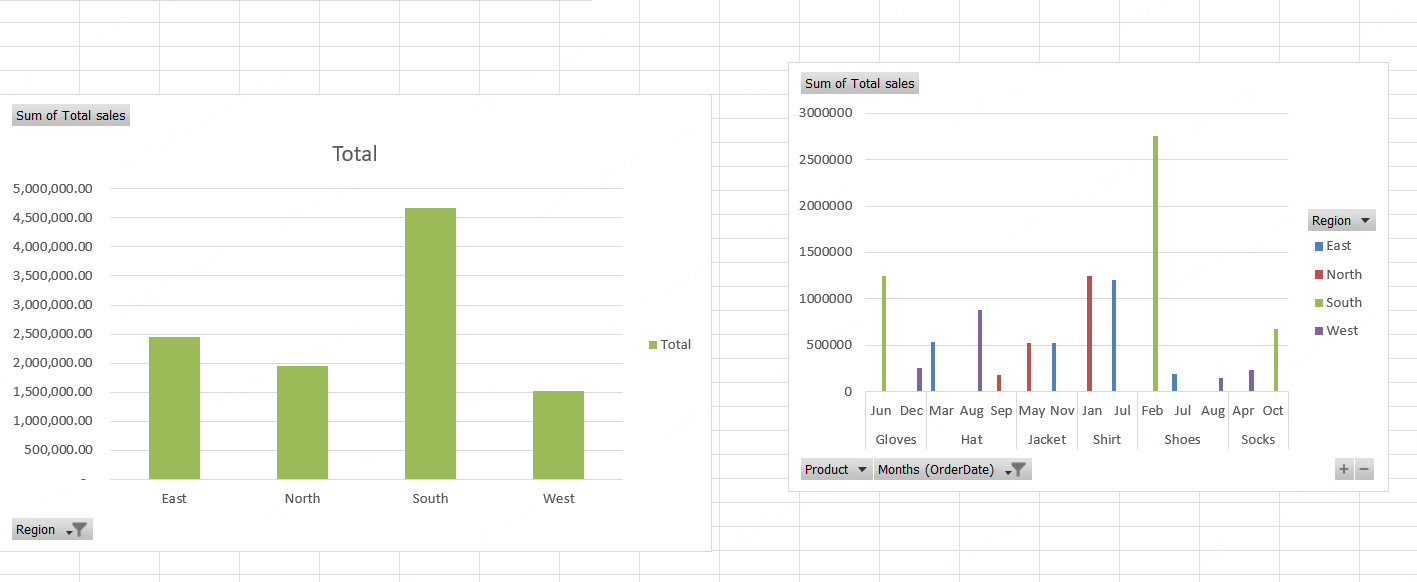 Sum of Total sales
Total
5,000,000.00
4,500,000.00
4,000,000.00
3,500,000.00
3,000,000.00
2,500,000.00
2,000,000.00
1,500,000.00
1,000,000.00
500,000.00
-
East North South West
Total
Region
Sum of Total sales
3000000
2500000
2000000
1500000
1000000
500000
0
Jun Dec Mar Aug Sep May Nov Jan Jul Feb Jul Aug Apr Oct
Gloves Hat Jacket Shirt Shoes Socks
Region
East
North
South
West
Product Months (OrderDate)
+ −